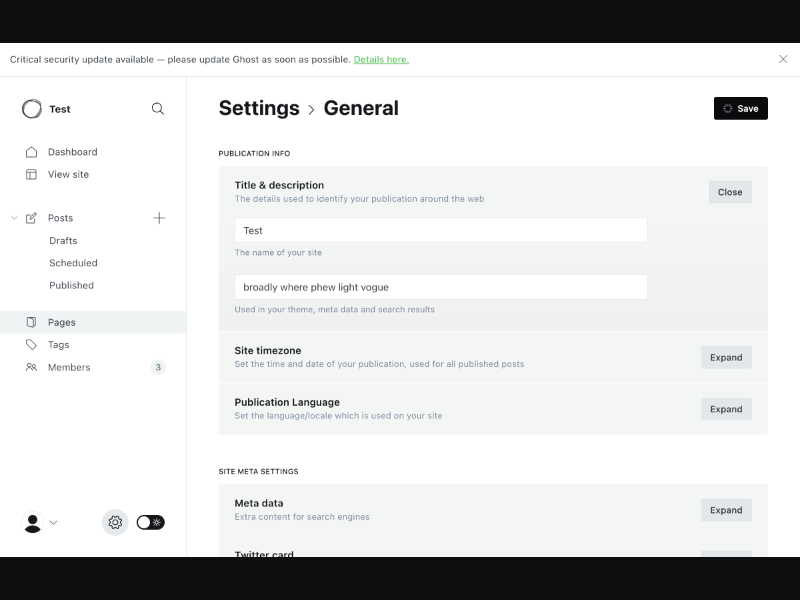 Critical security update available — please update Ghost as soon as possible. Details here.
Test
Dashboard
View site
Posts
Drafts
Scheduled
Published
Pages
Tags
Members
3
Settings > General
Save
PUBLICATION INFO
Title & description
The details used to identify your publication around the web
Close
Test
The name of your site
broadly where phew light vogue
Used in your theme, meta data and search results
Site timezone
Set the time and date of your publication, used for all published posts
Expand
Publication Language
Set the language/locale which is used on your site
Expand
SITE META SETTINGS
Meta data
Extra content for search engines
Expand
Twitter card